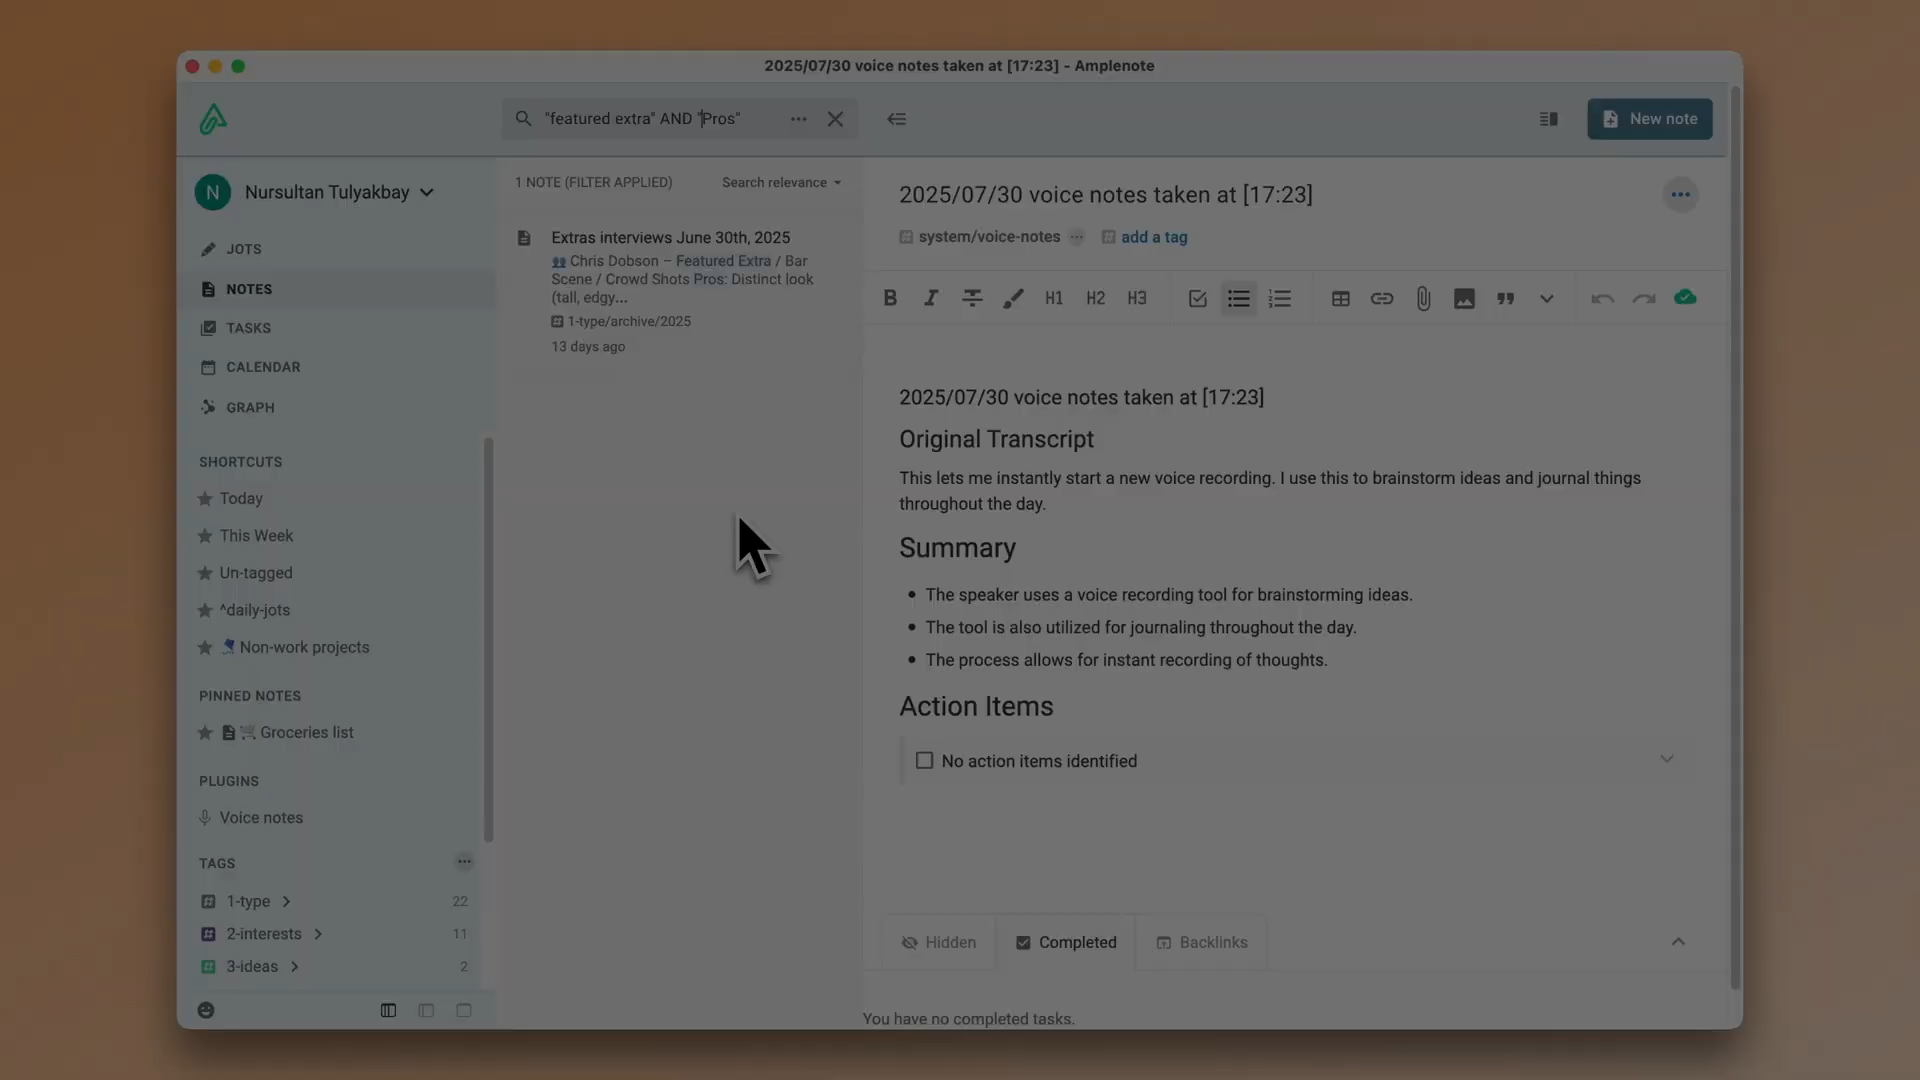 2025/07/30 voice notes taken at [17:23] - Amplenote
"featured extra" AND "Pros"
New note
N
Nursultan Tulyakbay
JOTS
NOTES
TASKS
CALENDAR
GRAPH
SHORTCUTS
Today
This Week
Un-tagged
^daily-jots
Non-work projects
PINNED NOTES
Groceries list
PLUGINS
Voice notes
TAGS
1-type
22
2-interests
11
3-ideas
2
1 NOTE (FILTER APPLIED)
Search relevance
Extras interviews June 30th, 2025
Chris Dobson – Featured Extra / Bar
Scene / Crowd Shots Pros: Distinct look
(tall, edgy...
1-type/archive/2025
13 days ago
2025/07/30 voice notes taken at [17:23]
system/voice-notes
add a tag
B I H1 H2 H3
2025/07/30 voice notes taken at [17:23]
Original Transcript
This lets me instantly start a new voice recording. I use this to brainstorm ideas and journal things
throughout the day.
Summary
• The speaker uses a voice recording tool for brainstorming ideas.
• The tool is also utilized for journaling throughout the day.
• The process allows for instant recording of thoughts.
Action Items
No action items identified
Hidden
Completed
Backlinks
You have no completed tasks.